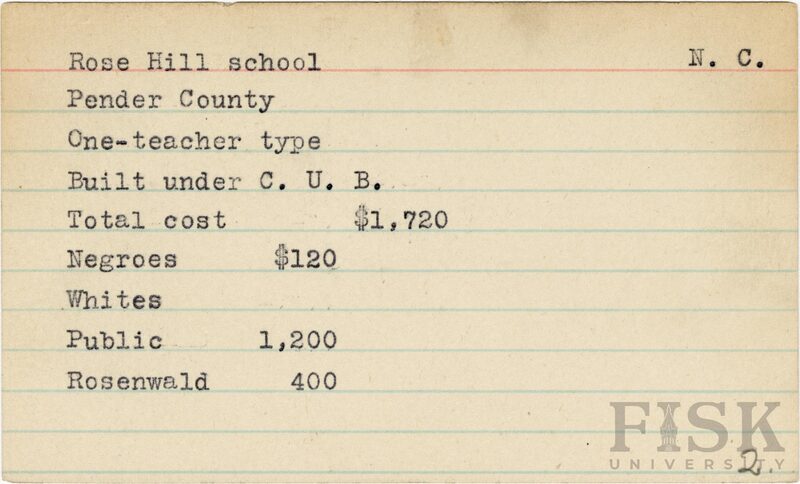 Rose Hill school N. C.
Pender County
One-teacher type
Built under C. U. B.
Total cost $1,720
Negroes $120
Whites
Public 1,200
Rosenwald 400
FISK
UNIVERSITY
2.